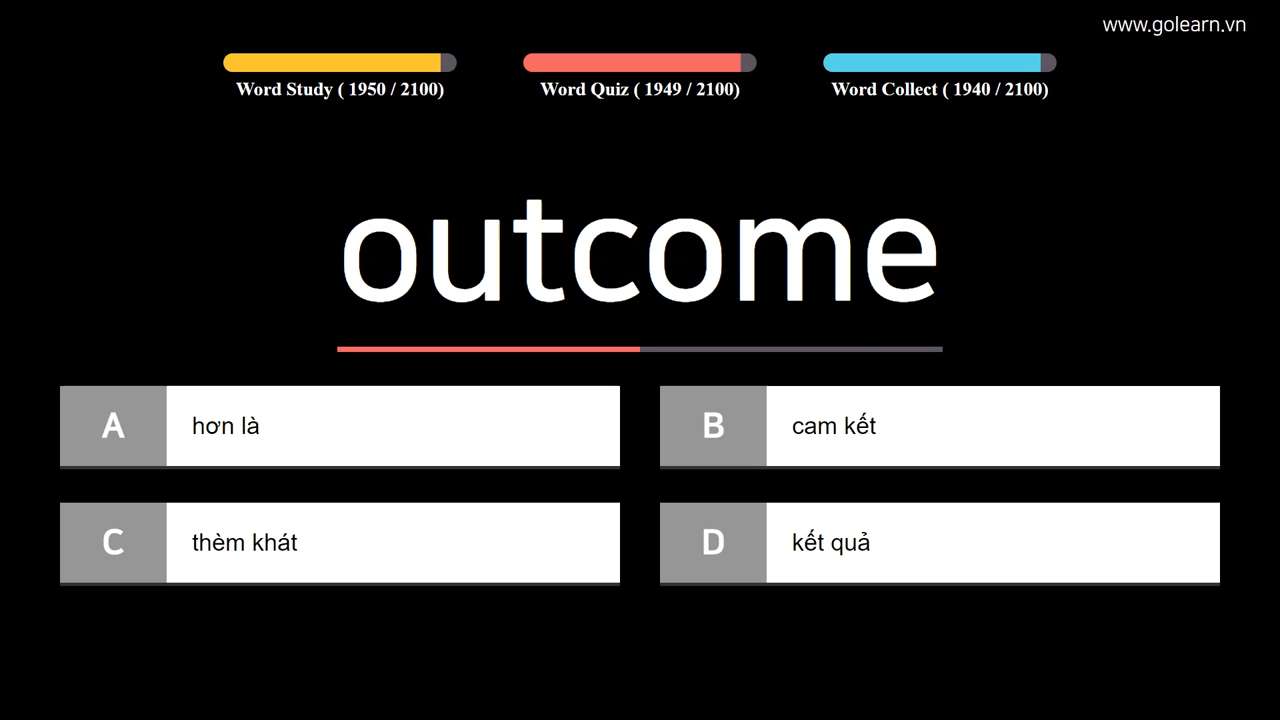 www.golearn.vn
Word Study ( 1950 / 2100)
Word Quiz ( 1949 / 2100)
Word Collect ( 1940 / 2100)
outcome
A hơn là
B cam kết
C thèm khát
D kết quả